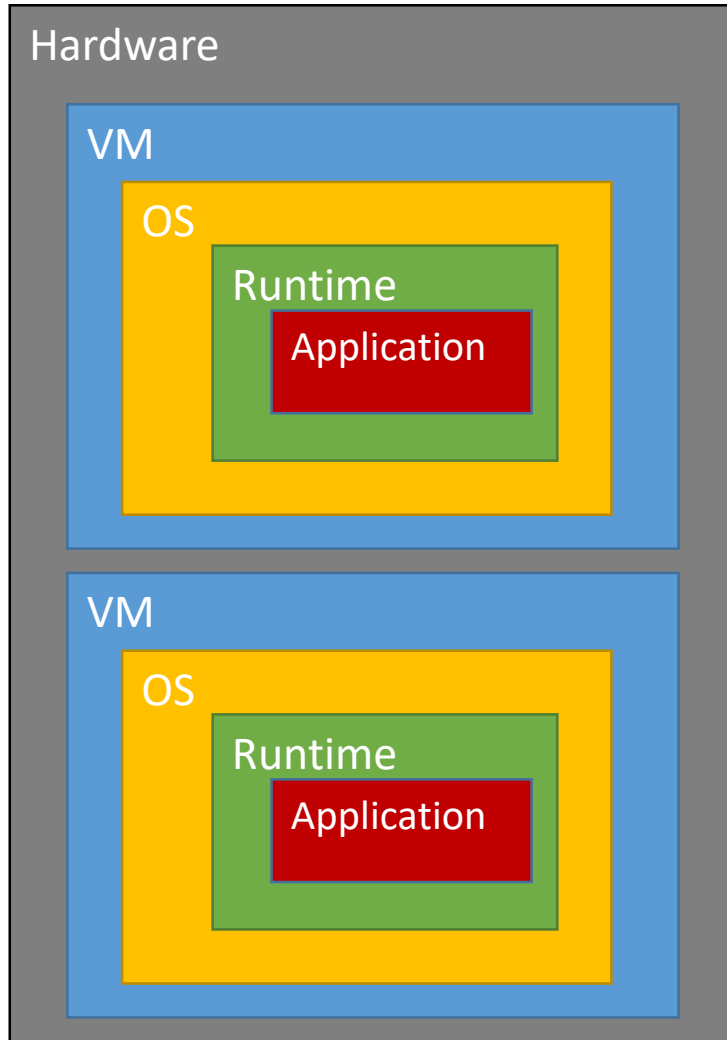 Hardware
VM
OS
Runtime
Application
VM
OS
Runtime
Application